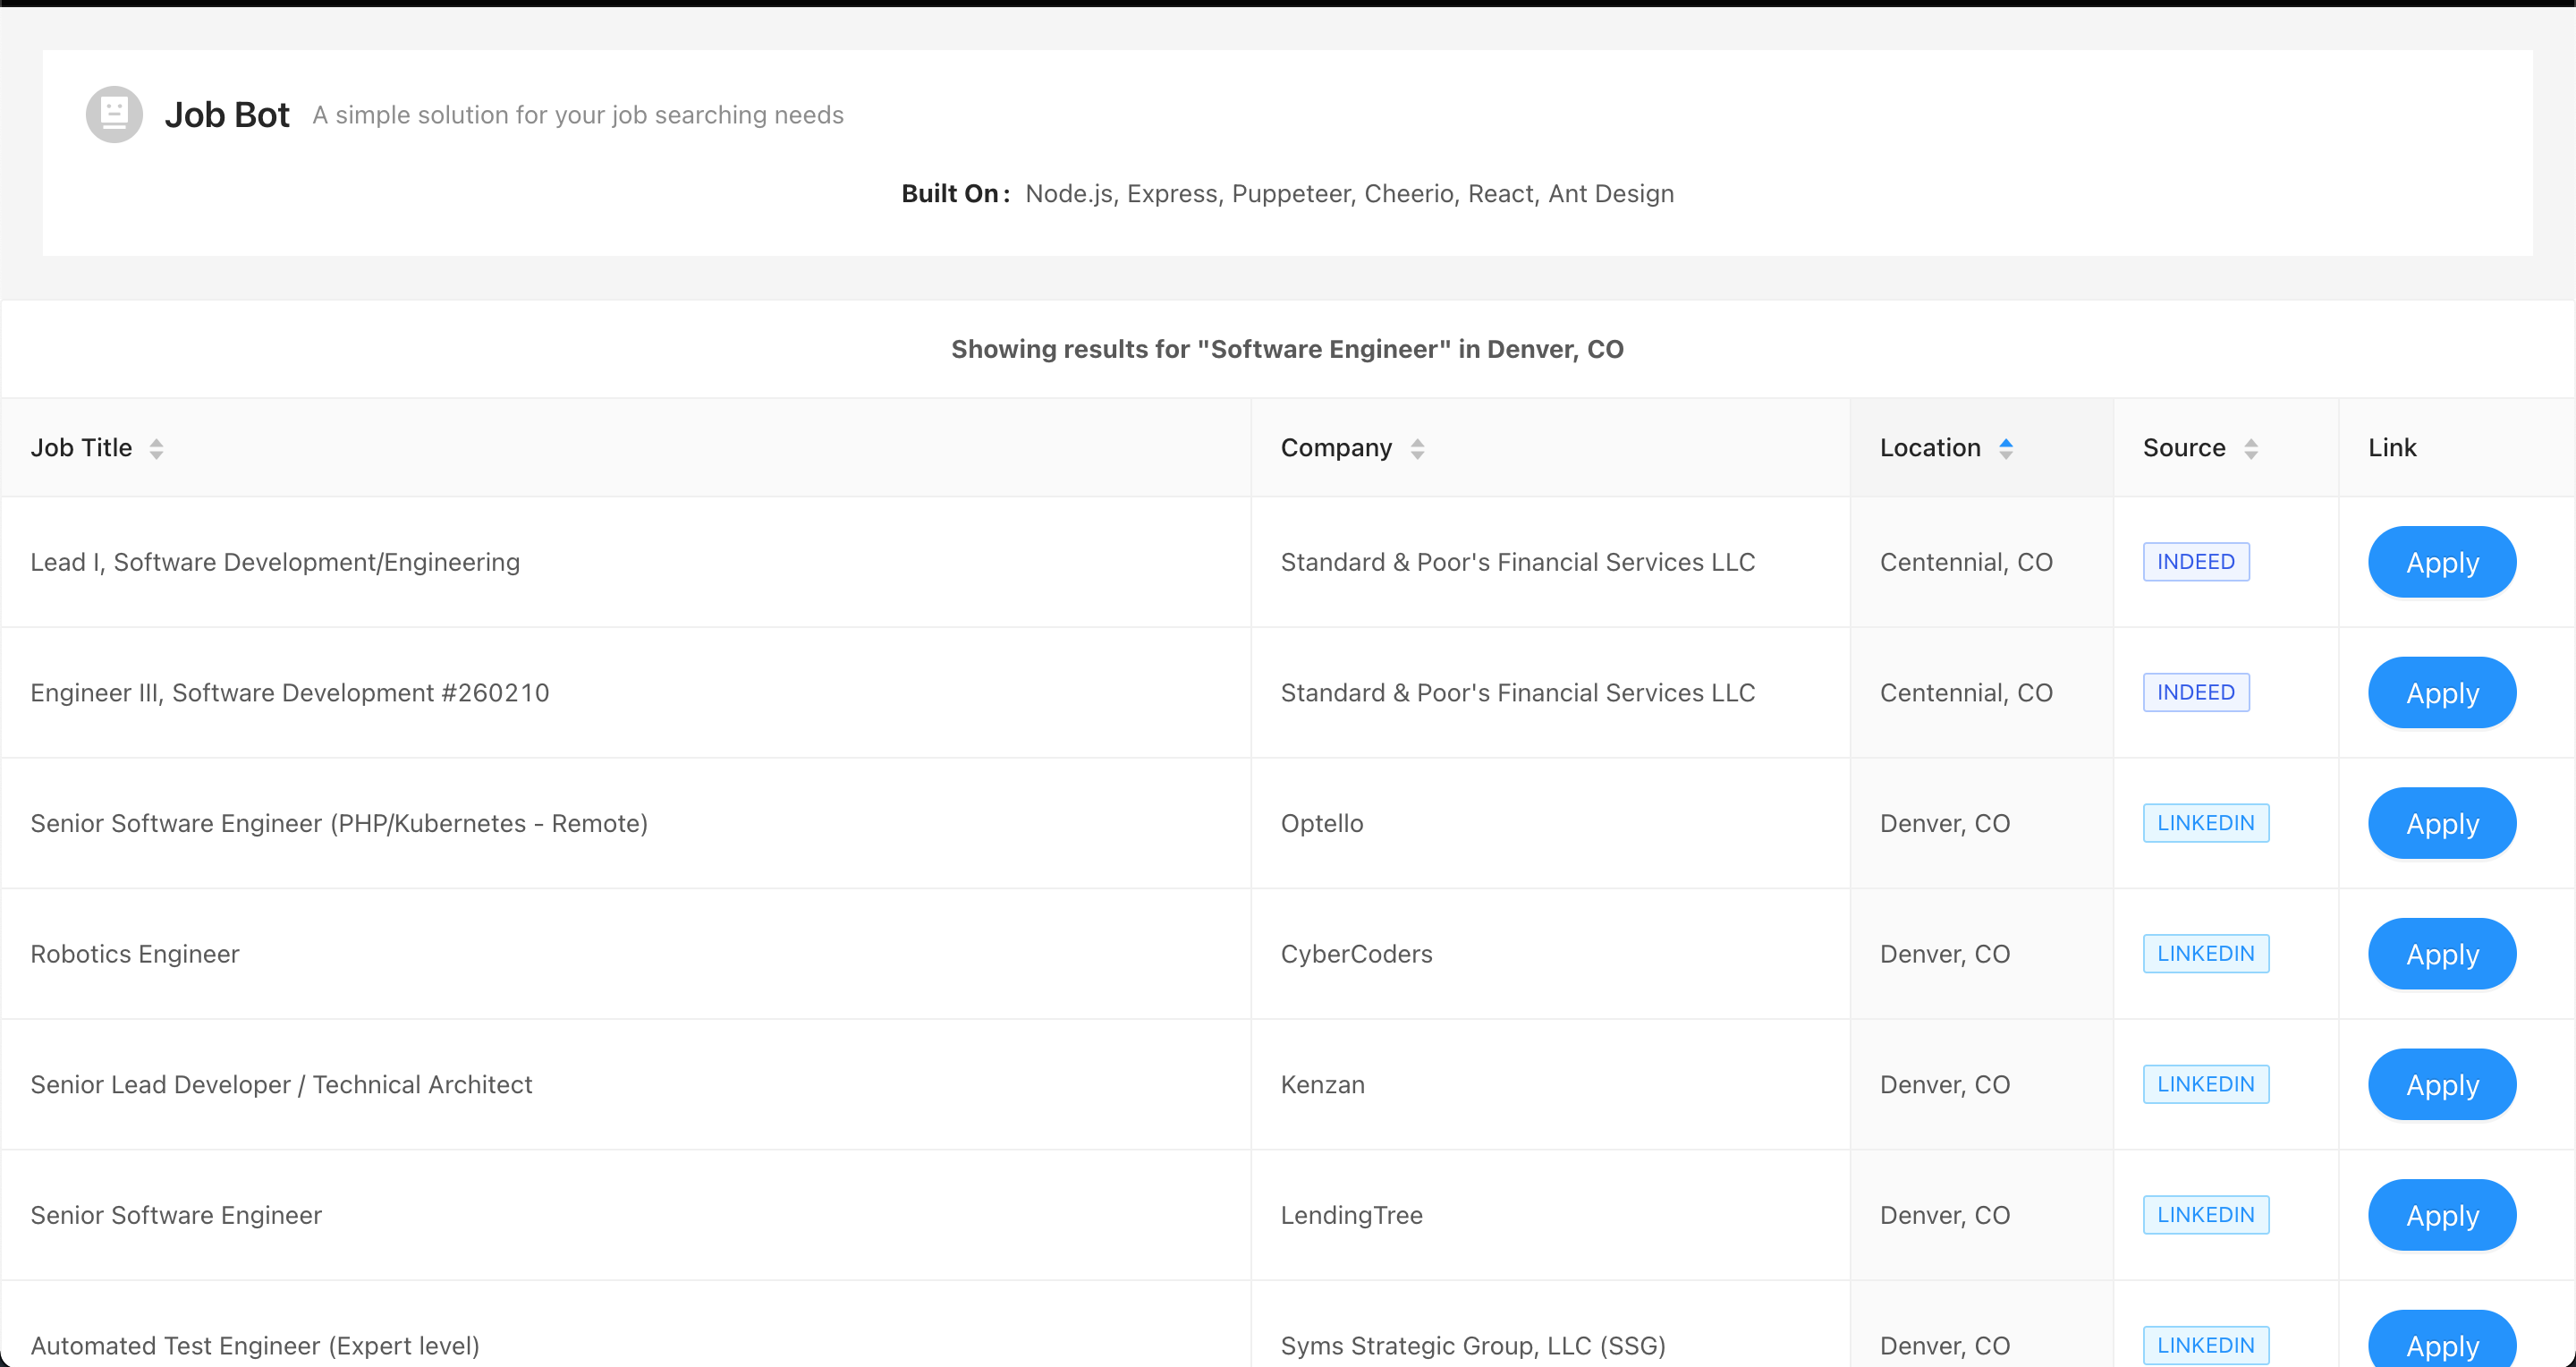 Job Bot A simple solution for your job searching needs
Built On: Node.js, Express, Puppeteer, Cheerio, React, Ant Design
Showing results for "Software Engineer" in Denver, CO
Job Title Company Location Source Link
Lead I, Software Development/Engineering Standard & Poor's Financial Services LLC Centennial, CO INDEED Apply
Engineer III, Software Development #260210 Standard & Poor's Financial Services LLC Centennial, CO INDEED Apply
Senior Software Engineer (PHP/Kubernetes - Remote) Optello Denver, CO LINKEDIN Apply
Robotics Engineer CyberCoders Denver, CO LINKEDIN Apply
Senior Lead Developer / Technical Architect Kenzan Denver, CO LINKEDIN Apply
Senior Software Engineer LendingTree Denver, CO LINKEDIN Apply
Automated Test Engineer (Expert level) Syms Strategic Group, LLC (SSG) Denver, CO LINKEDIN Apply